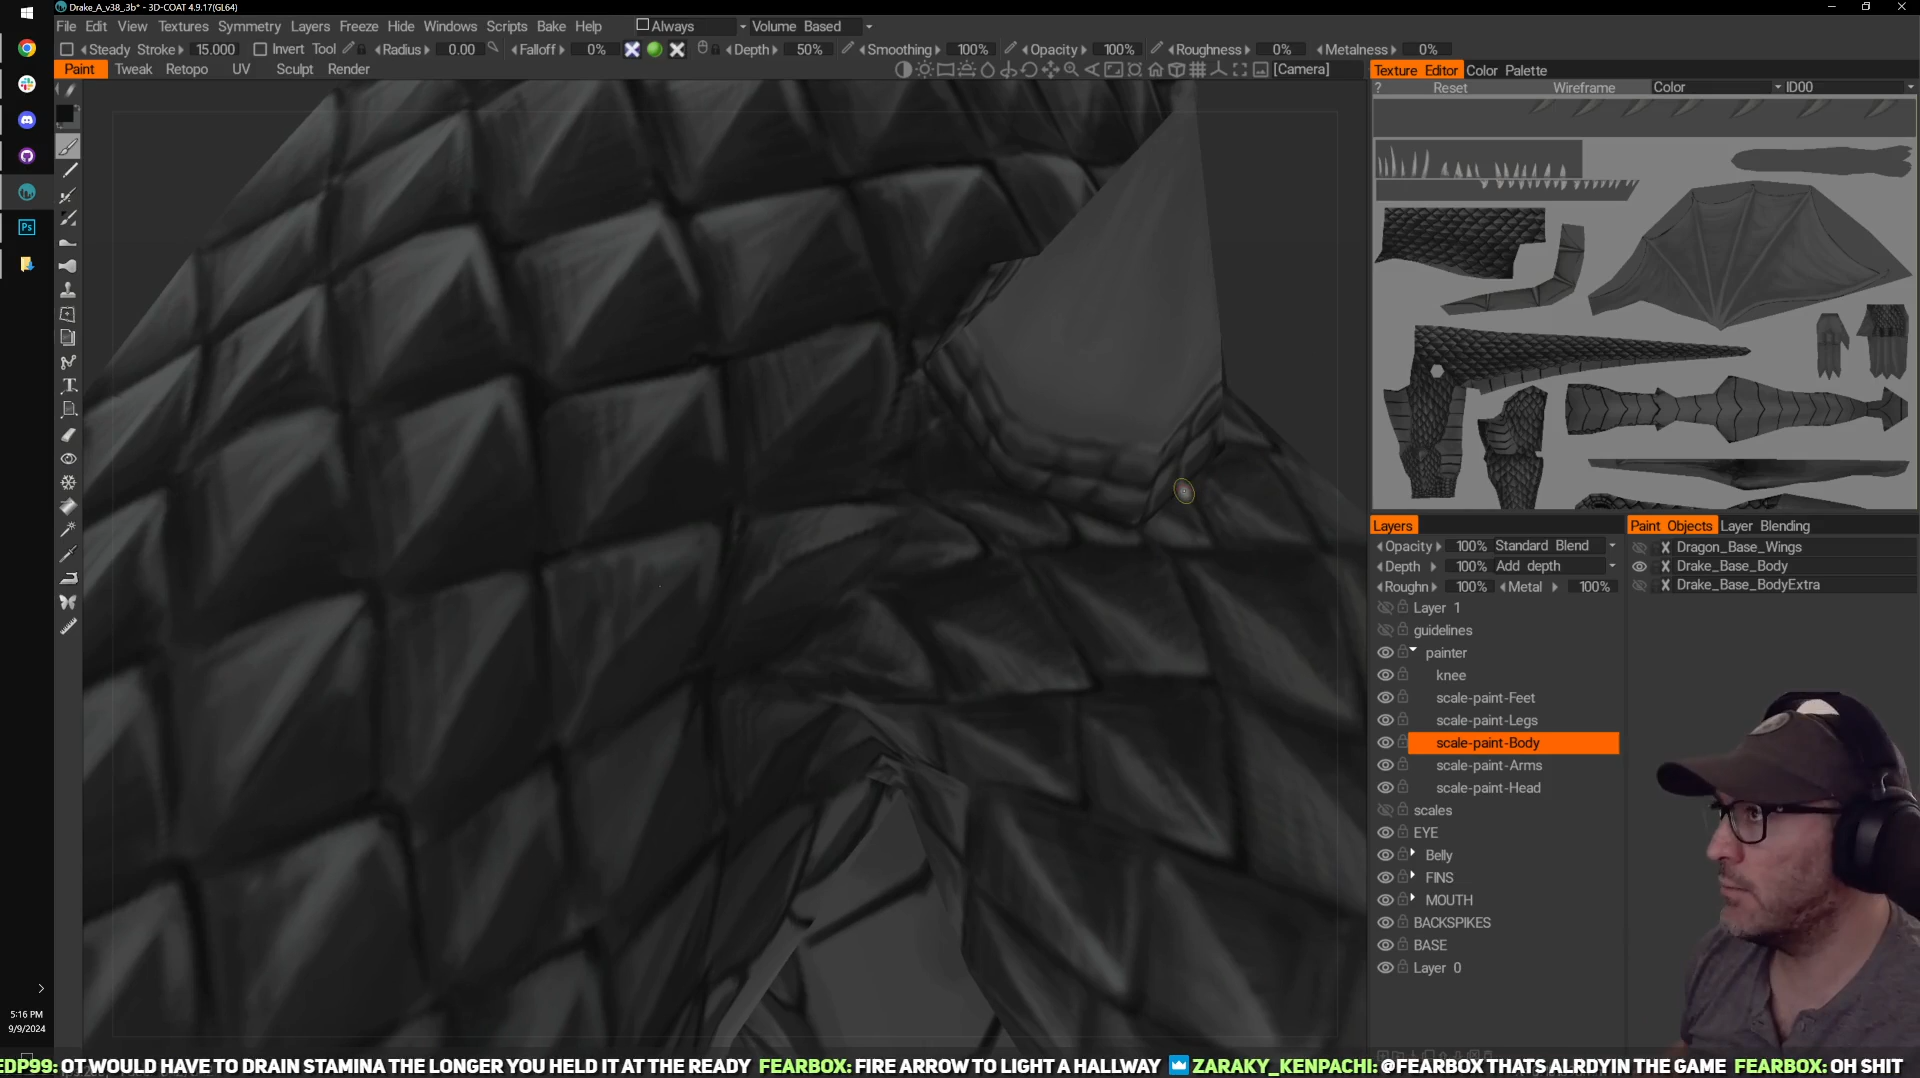 Drake_A_v38_.3b* - 3D-COAT 4.9.17(GL64)
File Edit View Textures Symmetry Layers Freeze Hide Windows Scripts Bake Help Always Volume Based
Steady Stroke 15.000 Invert Tool Radius 0.00 Falloff 0% Depth 50% Smoothing 100% Opacity 100% Roughness 0% Metalness 0%
Paint Tweak Retopo UV Sculpt Render [Camera]
Texture Editor Color Palette
? Reset Wireframe Color ID00
Layers
Opacity 100% Standard Blend
Depth 100% Add depth
Roughn 100% Metal 100%
Layer 1
guidelines
painter
knee
scale-paint-Feet
scale-paint-Legs
scale-paint-Body
scale-paint-Arms
scale-paint-Head
scales
EYE
Belly
FINS
MOUTH
BACKSPIKES
BASE
Layer 0
Paint Objects Layer Blending
X Dragon_Base_Wings
X Drake_Base_Body
X Drake_Base_BodyExtra
Ps
5:16 PM
9/9/2024
EDP99: OT WOULD HAVE TO DRAIN STAMINA THE LONGER YOU HELD IT AT THE READY FEARBOX: FIRE ARROW TO LIGHT A HALLWAY ZARAKY_KENPACHI: @FEARBOX THATS ALRDYIN THE GAME FEARBOX: OH SHIT